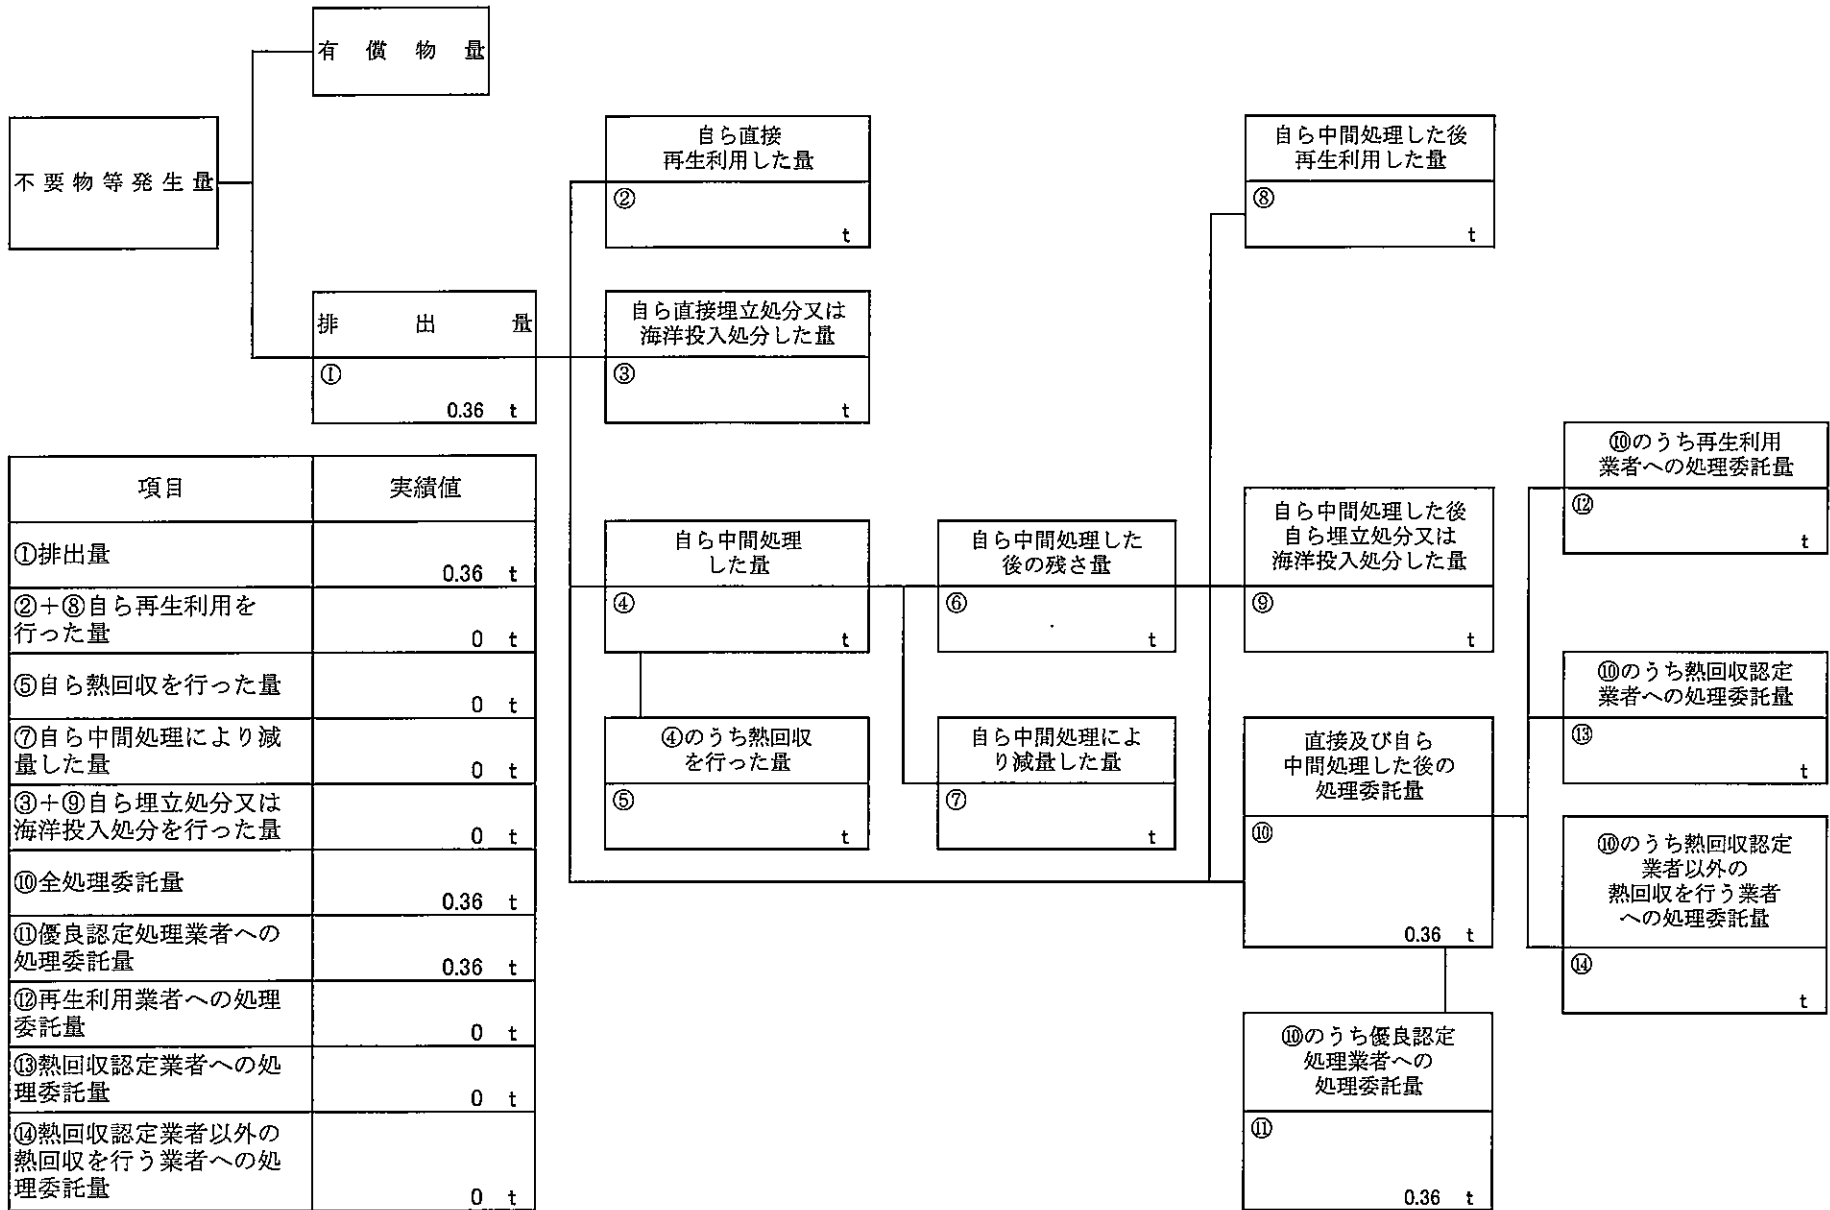 有償物量
不要物等発生量
排出量
①
0.36 t
自ら直接
再生利用した量
②
t
自ら直接埋立処分又は
海洋投入処分した量
③
t
自ら中間処理
した量
④
t
④のうち熱回収
を行った量
⑤
t
自ら中間処理した
後の残さ量
⑥
t
自ら中間処理によ
り減量した量
⑦
t
自ら中間処理した後
再生利用した量
⑧
t
自ら中間処理した後
自ら埋立処分又は
海洋投入処分した量
⑨
t
直接及び自ら
中間処理した後の
処理委託量
⑩
0.36 t
⑩のうち優良認定
処理業者への
処理委託量
⑪
0.36 t
⑩のうち再生利用
業者への処理委託量
⑫
t
⑩のうち熱回収認定
業者への処理委託量
⑬
t
⑩のうち熱回収認定
業者以外の
熱回収を行う業者
への処理委託量
⑭
t
項目 実績値
①排出量
0.36 t
②+⑧自ら再生利用を
行った量
0 t
⑤自ら熱回収を行った量
0 t
⑦自ら中間処理により減
量した量
0 t
③+⑨自ら埋立処分又は
海洋投入処分を行った量
0 t
⑩全処理委託量
0.36 t
⑪優良認定処理業者への
処理委託量
0.36 t
⑫再生利用業者への処理
委託量
0 t
⑬熱回収認定業者への処
理委託量
0 t
⑭熱回収認定業者以外の
熱回収を行う業者への処
理委託量
0 t